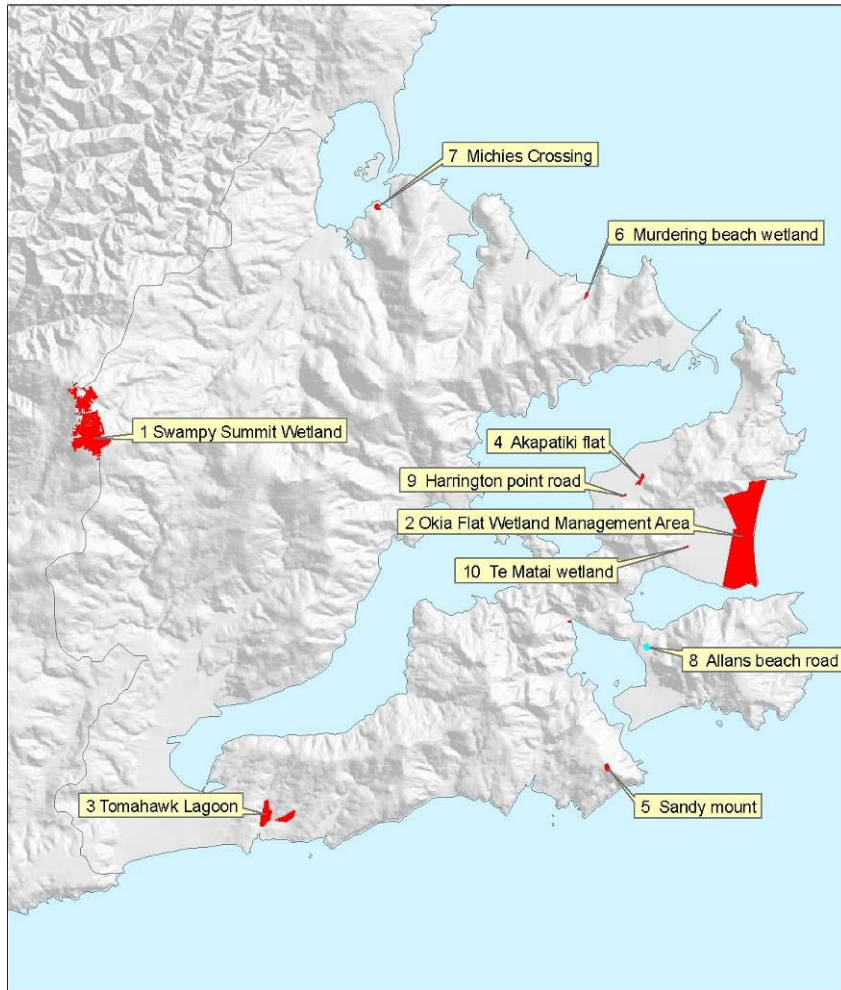 7 Michies Crossing
6 Murdering beach wetland
1 Swampy Summit Wetland
4 Akapatiki flat
9 Harrington point road
2 Okia Flat Wetland Management Area
10 Te Matai wetland
8 Allans beach road
3 Tomahawk Lagoon
5 Sandy mount